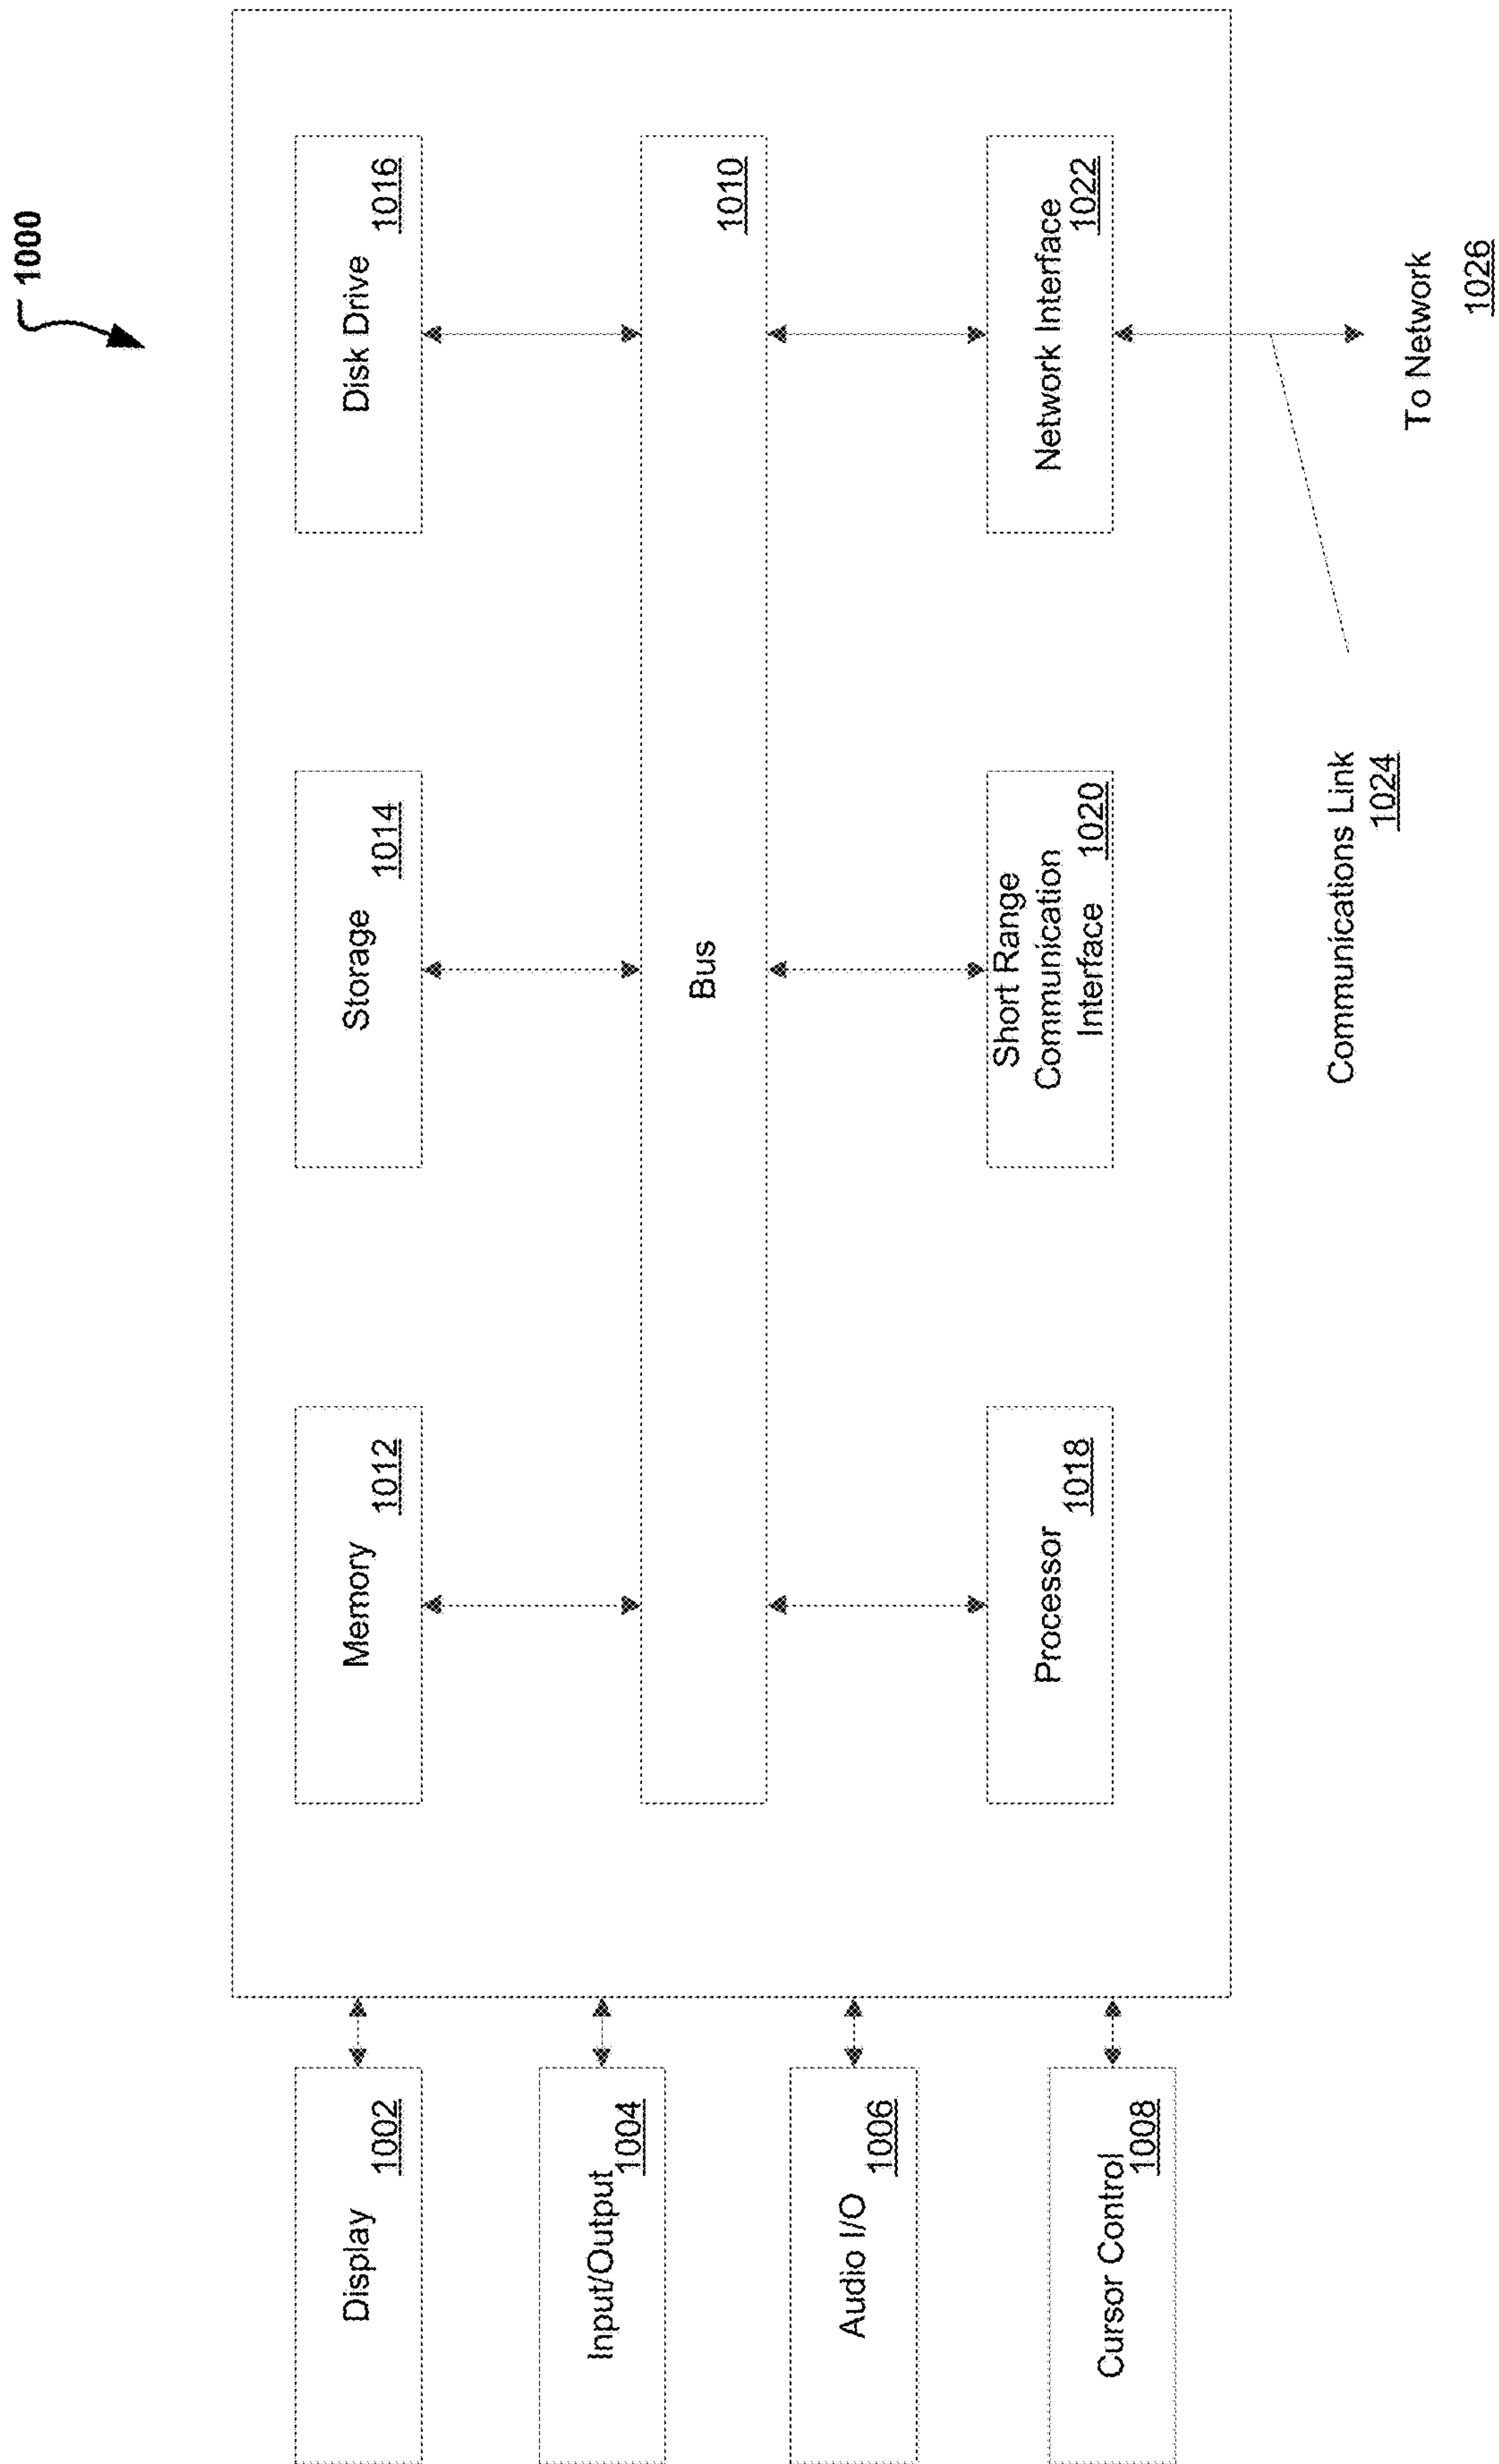 1000
Display
1002
Input/Output
1004
Audio I/O
1006
Cursor Control
1008
Memory
1012
Storage
1014
Disk Drive
1016
Bus
1010
Processor
1018
Short Range
Communication
Interface 1020
Network Interface
1022
Communications Link
1024
To Network
1026